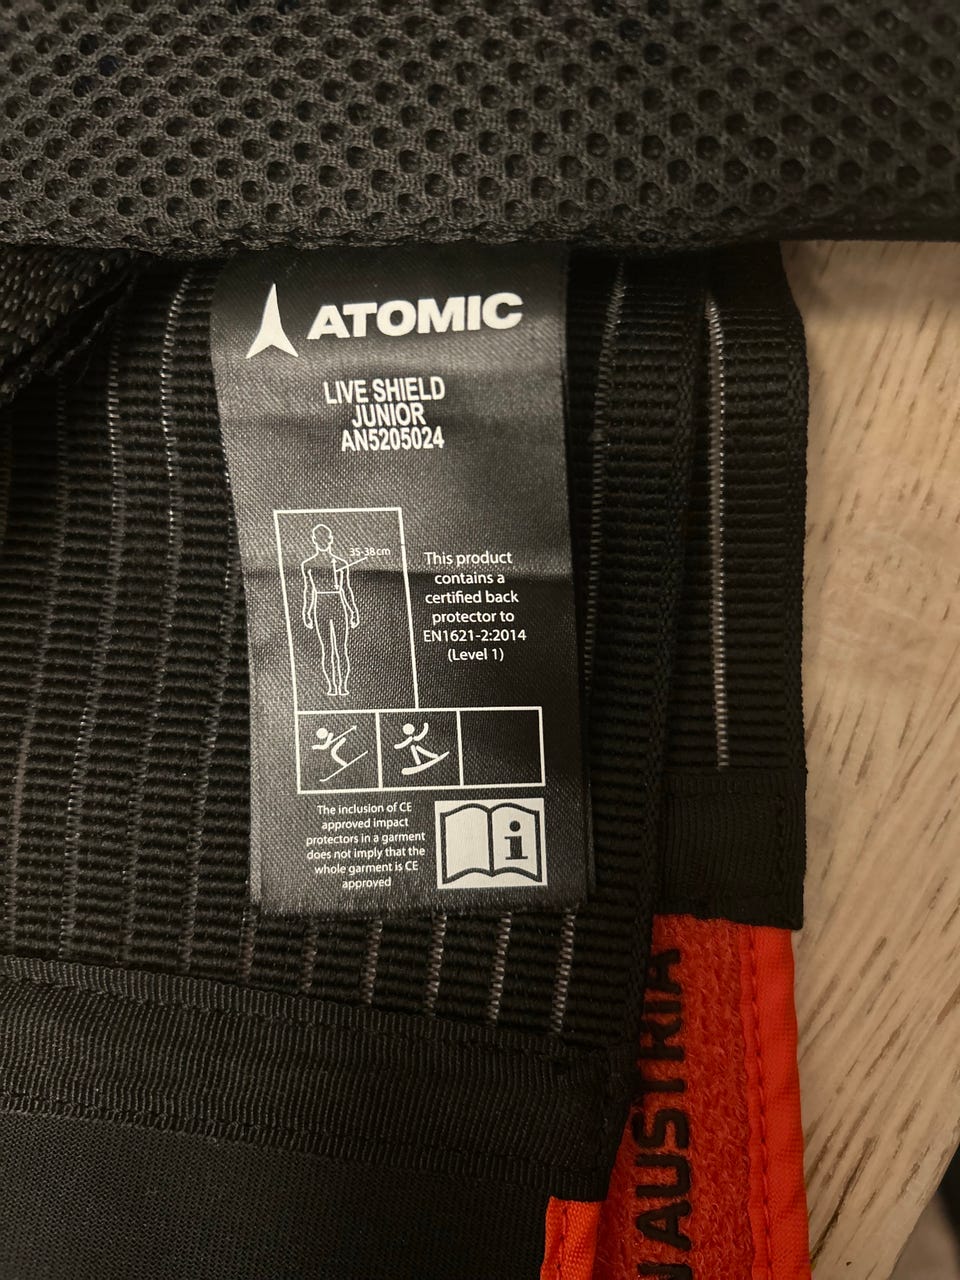 ATOMIC
LIVE SHIELD
JUNIOR
AN5205024
35-38cm
This product
contains a
certified back
protector to
EN1621-2:2014
(Level 1)
The inclusion of CE
approved impact
protectors in a garment
does not imply that the
whole garment is CE
approved
i
AUSTRIA